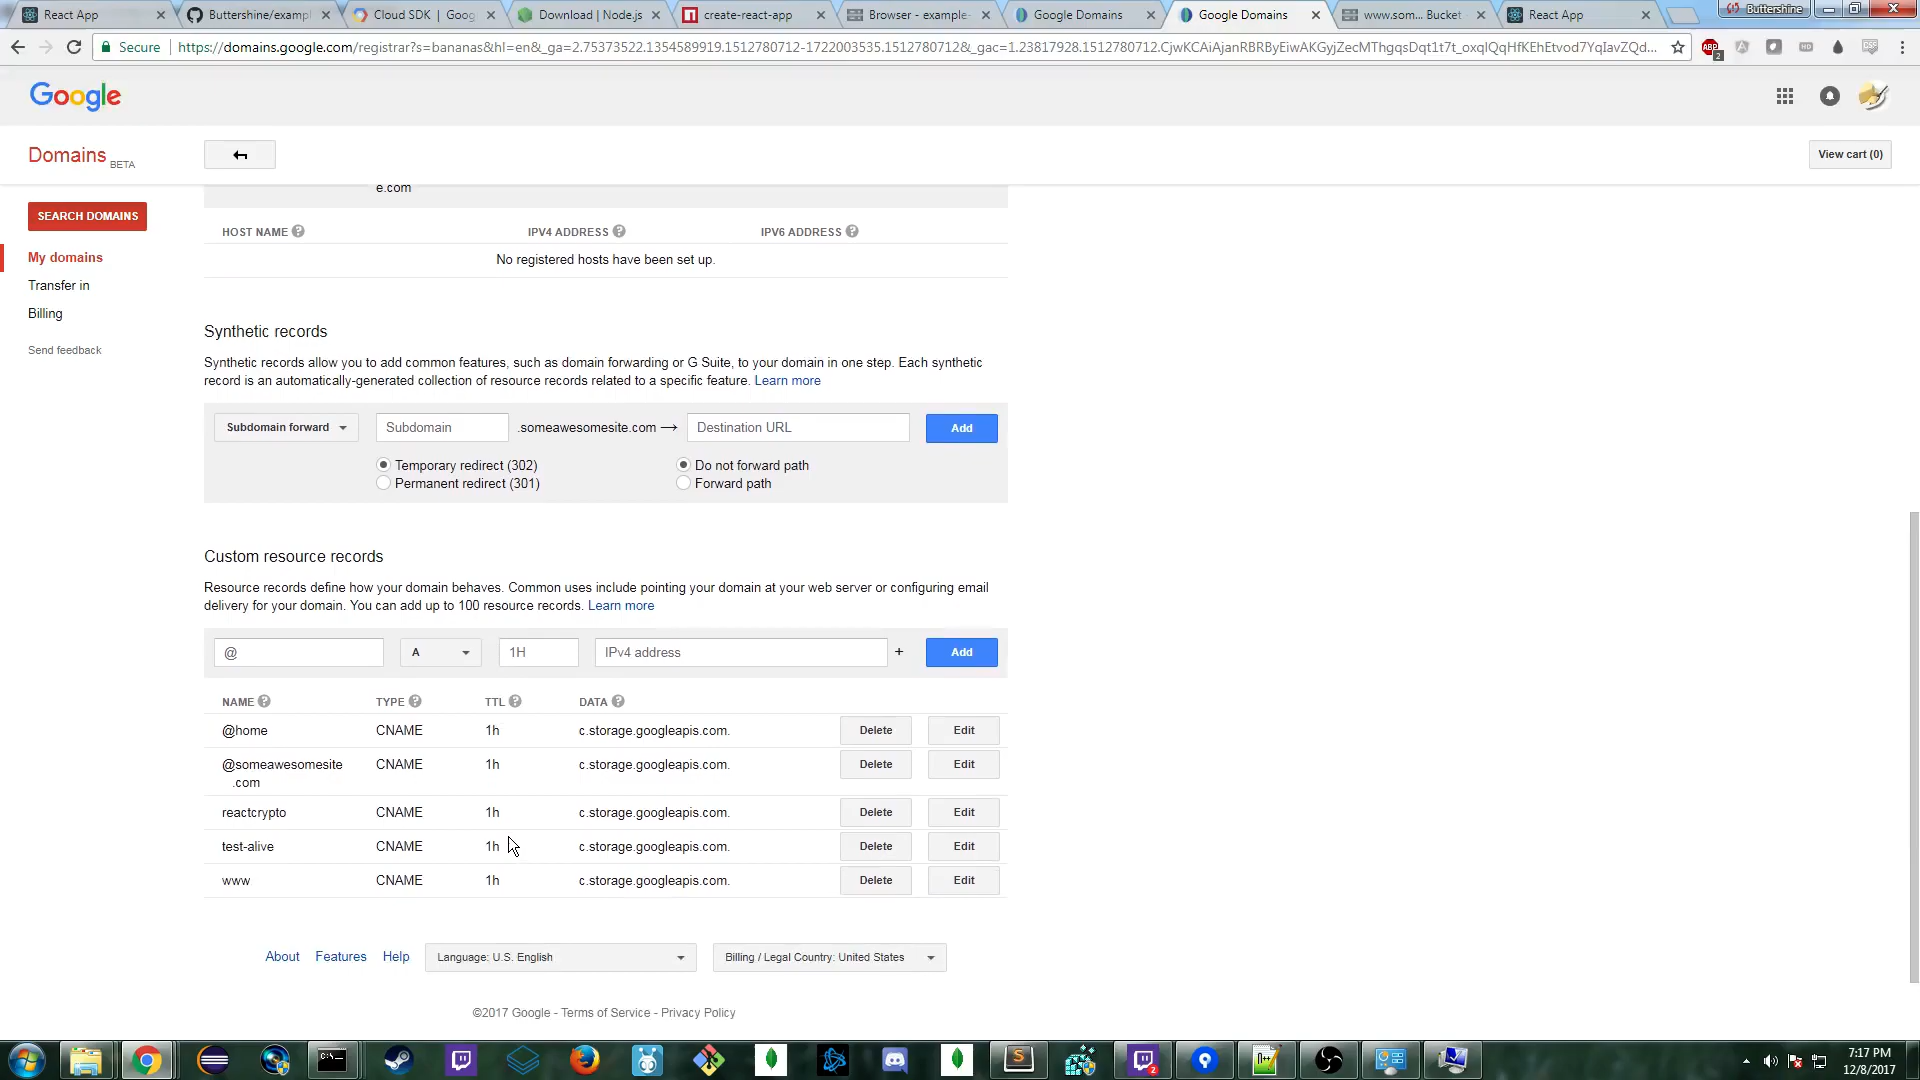 React App
Buttershine/exampl
Cloud SDK | Goog
Download | Node.js
create-react-app
Browser - example-
Google Domains
Google Domains
www.som... Bucket
React App
Buttershine
Secure
https://domains.google.com/registrar?s=bananas&hl=en&_ga=2.75373522.1354589919.1512780712-1722003535.1512780712&_gac=1.23817928.1512780712.CjwKCAiAjanRBRByEiwAKGyjZecMThgqsDqt1t7t_oxqlQqHfKEhEtvod7YqIavZQd...
ABP
2
HD
CSF
Google
Domains BETA
View cart (0)
SEARCH DOMAINS
My domains
Transfer in
Billing
Send feedback
e.com
HOST NAME ?
IPV4 ADDRESS ?
IPV6 ADDRESS ?
No registered hosts have been set up.
Synthetic records
Synthetic records allow you to add common features, such as domain forwarding or G Suite, to your domain in one step. Each synthetic
record is an automatically-generated collection of resource records related to a specific feature. Learn more
Subdomain forward
Subdomain
.someawesomesite.com →
Destination URL
Add
Temporary redirect (302)
Do not forward path
Permanent redirect (301)
Forward path
Custom resource records
Resource records define how your domain behaves. Common uses include pointing your domain at your web server or configuring email
delivery for your domain. You can add up to 100 resource records. Learn more
@
A
1H
IPv4 address
+
Add
NAME ?
TYPE ?
TTL ?
DATA ?
@home CNAME 1h c.storage.googleapis.com. Delete Edit
@someawesomesite CNAME 1h c.storage.googleapis.com. Delete Edit
.com
reactcrypto CNAME 1h c.storage.googleapis.com. Delete Edit
test-alive CNAME 1h c.storage.googleapis.com. Delete Edit
www CNAME 1h c.storage.googleapis.com. Delete Edit
About
Features
Help
Language: U.S. English
Billing / Legal Country: United States
©2017 Google - Terms of Service - Privacy Policy
7:17 PM
12/8/2017